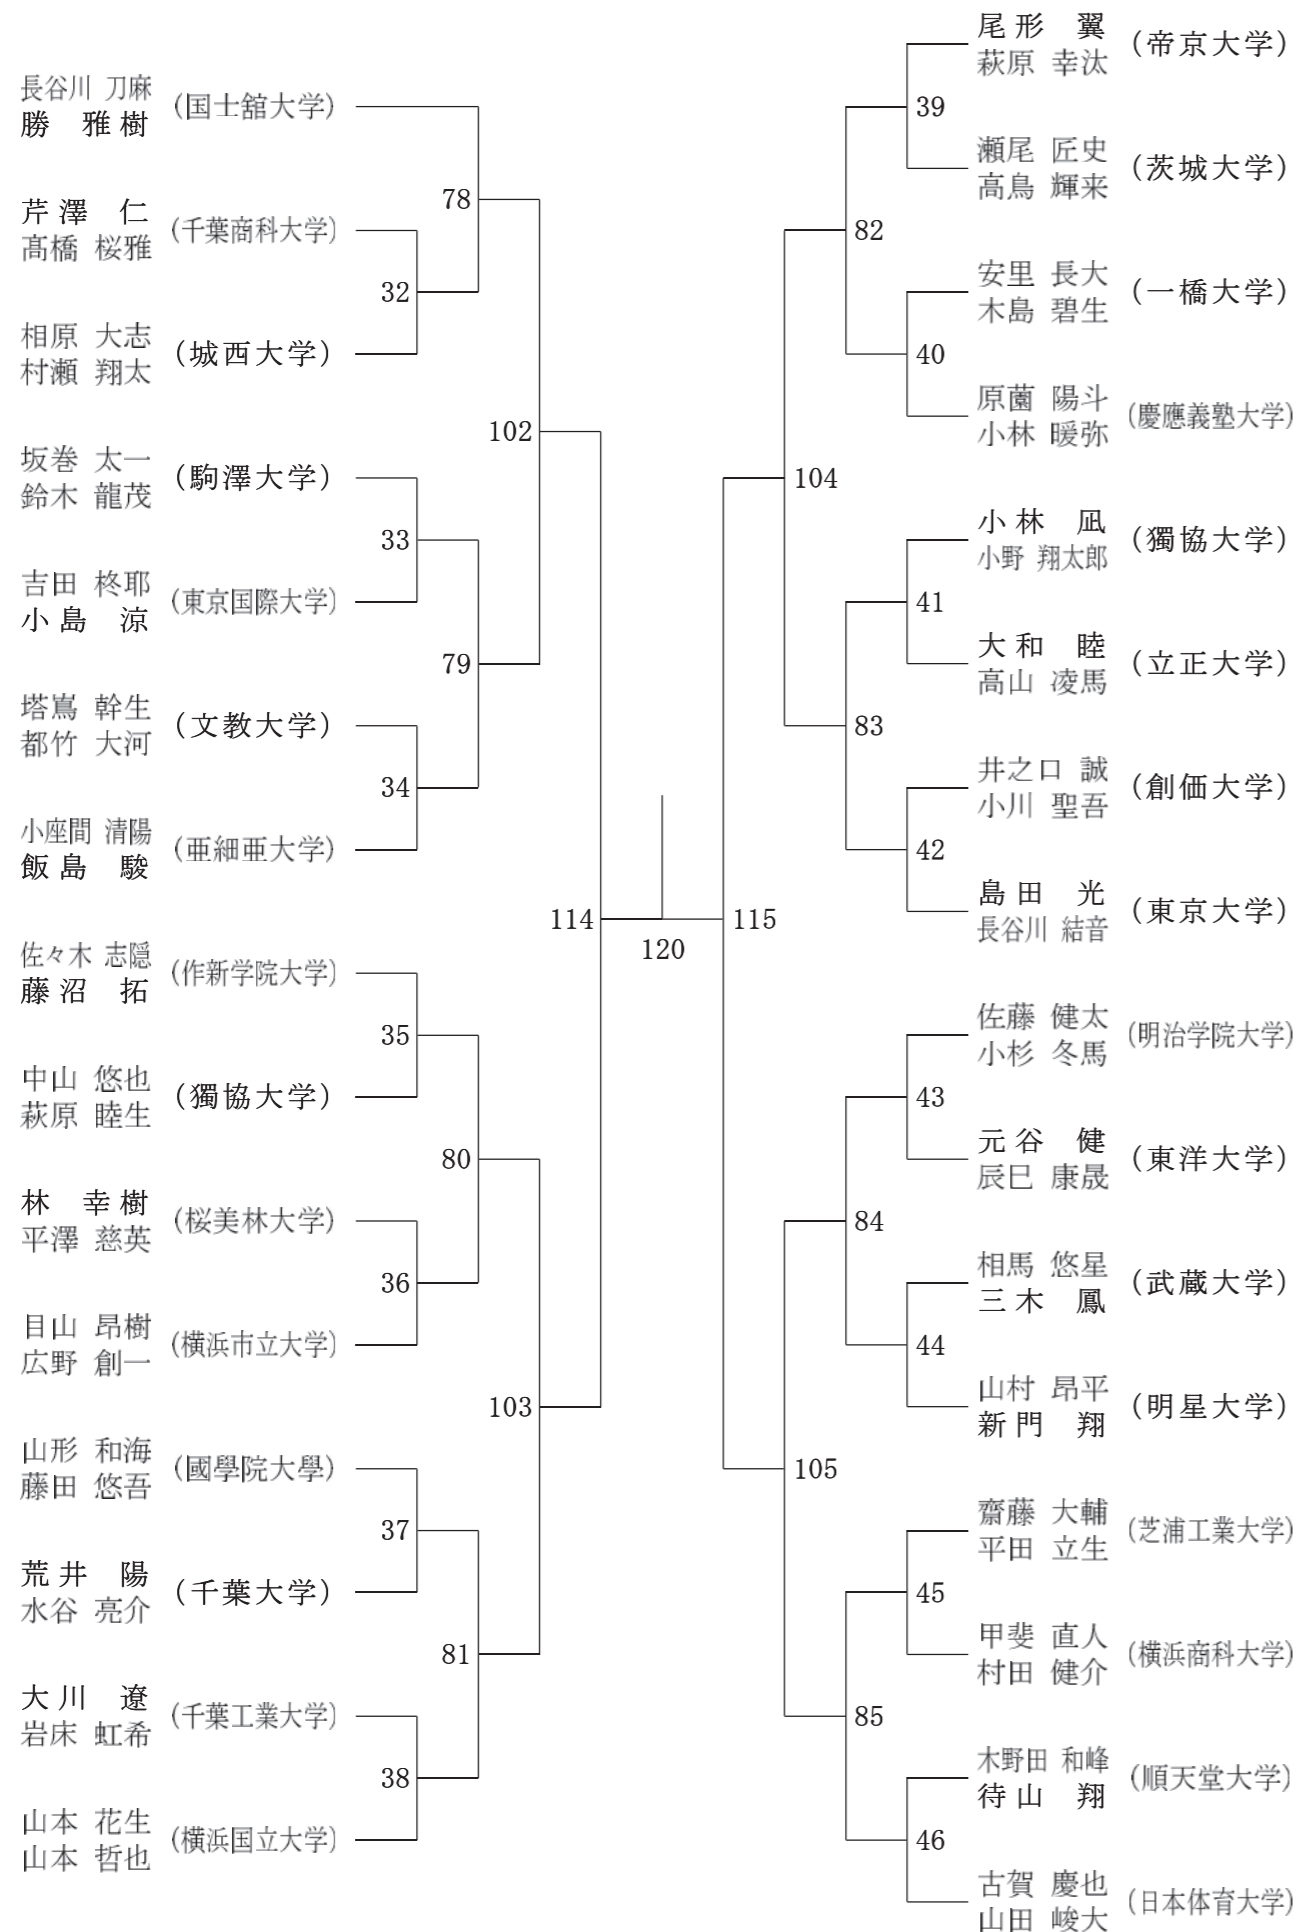 長谷川 刀麻
勝 雅樹
(国士舘大学)
芹澤 仁
髙橋 桜雅
(千葉商科大学)
相原 大志
村瀬 翔太
(城西大学)
坂巻 太一
鈴木 龍茂
(駒澤大学)
吉田 柊耶
小島 涼
(東京国際大学)
塔嶌 幹生
都竹 大河
(文教大学)
小座間 清陽
飯島 駿
(亜細亜大学)
佐々木 志隠
藤沼 拓
(作新学院大学)
中山 悠也
萩原 睦生
(獨協大学)
林 幸樹
平澤 慈英
(桜美林大学)
目山 昂樹
広野 創一
(横浜市立大学)
山形 和海
藤田 悠吾
(國學院大學)
荒井 陽
水谷 亮介
(千葉大学)
大川 遼
岩床 虹希
(千葉工業大学)
山本 花生
山本 哲也
(横浜国立大学)
32
33
34
35
36
37
38
78
79
80
81
102
103
114
120
115
104
105
82
83
84
85
39
40
41
42
43
44
45
46
尾形 翼
萩原 幸汰
(帝京大学)
瀬尾 匠史
高鳥 輝来
(茨城大学)
安里 長大
木島 碧生
(一橋大学)
原薗 陽斗
小林 暖弥
(慶應義塾大学)
小林 凪
小野 翔太郎
(獨協大学)
大和 睦
高山 凌馬
(立正大学)
井之口 誠
小川 聖吾
(創価大学)
島田 光
長谷川 結音
(東京大学)
佐藤 健太
小杉 冬馬
(明治学院大学)
元谷 健
辰巳 康晟
(東洋大学)
相馬 悠星
三木 鳳
(武蔵大学)
山村 昂平
新門 翔
(明星大学)
齋藤 大輔
平田 立生
(芝浦工業大学)
甲斐 直人
村田 健介
(横浜商科大学)
木野田 和峰
待山 翔
(順天堂大学)
古賀 慶也
山田 峻大
(日本体育大学)